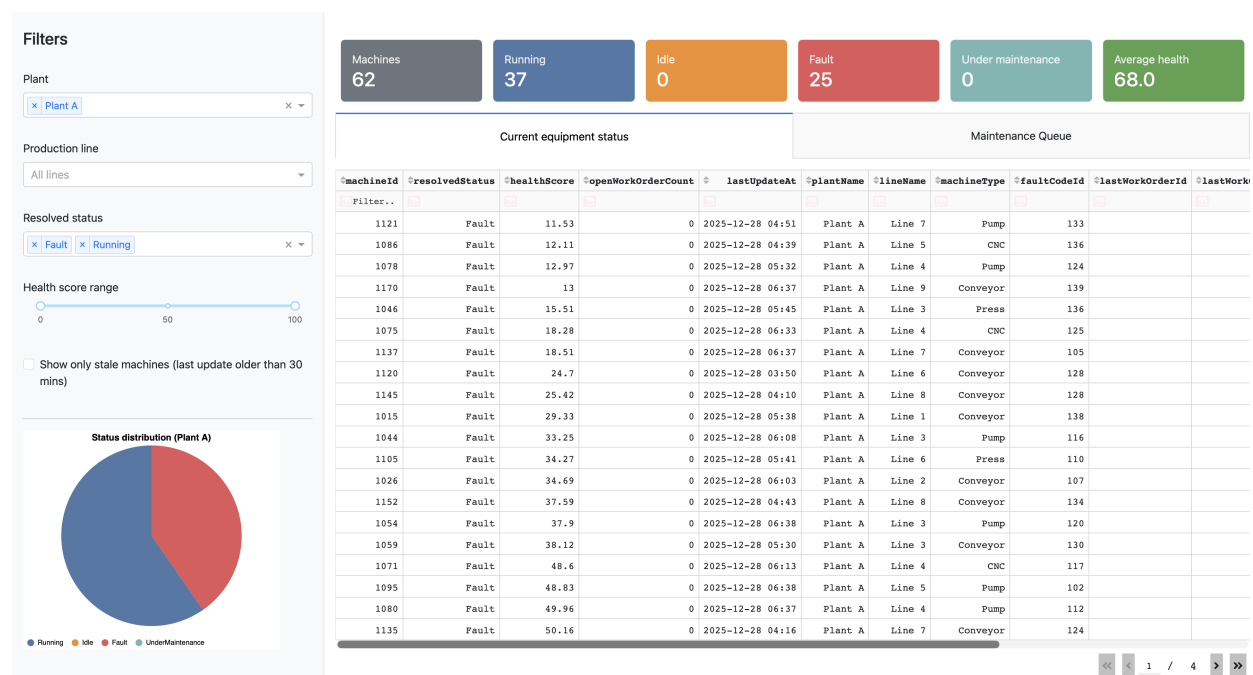 Filters
Plant
× Plant A ×
Production line
All lines
Resolved status
× Fault × Running ×
Health score range
0 50 100
Show only stale machines (last update older than 30
mins)
Status distribution (Plant A)
Running Idle Fault UnderMaintenance
Machines
62
Running
37
Idle
0
Fault
25
Under maintenance
0
Average health
68.0
Current equipment status
Maintenance Queue
machineId resolvedStatus healthScore openWorkOrderCount lastUpdateAt plantName lineName machineType faultCodeId lastWorkOrderId lastWork
Filter..
1121 Fault 11.53 0 2025-12-28 04:51 Plant A Line 7 Pump 133
1086 Fault 12.11 0 2025-12-28 04:39 Plant A Line 5 CNC 136
1078 Fault 12.97 0 2025-12-28 05:32 Plant A Line 4 Pump 124
1170 Fault 13 0 2025-12-28 06:37 Plant A Line 9 Conveyor 139
1046 Fault 15.51 0 2025-12-28 05:45 Plant A Line 3 Press 136
1075 Fault 18.28 0 2025-12-28 06:33 Plant A Line 4 CNC 125
1137 Fault 18.51 0 2025-12-28 06:37 Plant A Line 7 Conveyor 105
1120 Fault 24.7 0 2025-12-28 03:50 Plant A Line 6 Conveyor 128
1145 Fault 25.42 0 2025-12-28 04:10 Plant A Line 8 Conveyor 128
1015 Fault 29.33 0 2025-12-28 05:38 Plant A Line 1 Conveyor 138
1044 Fault 33.25 0 2025-12-28 06:08 Plant A Line 3 Pump 116
1105 Fault 34.27 0 2025-12-28 05:41 Plant A Line 6 Press 110
1026 Fault 34.69 0 2025-12-28 06:03 Plant A Line 2 Conveyor 107
1152 Fault 37.59 0 2025-12-28 04:43 Plant A Line 8 Conveyor 134
1054 Fault 37.9 0 2025-12-28 06:38 Plant A Line 3 Pump 120
1059 Fault 38.12 0 2025-12-28 05:30 Plant A Line 3 Conveyor 130
1071 Fault 48.6 0 2025-12-28 06:13 Plant A Line 4 CNC 117
1095 Fault 48.83 0 2025-12-28 06:38 Plant A Line 5 Pump 102
1080 Fault 49.96 0 2025-12-28 06:37 Plant A Line 4 Pump 112
1135 Fault 50.16 0 2025-12-28 04:16 Plant A Line 7 Conveyor 124
1 / 4